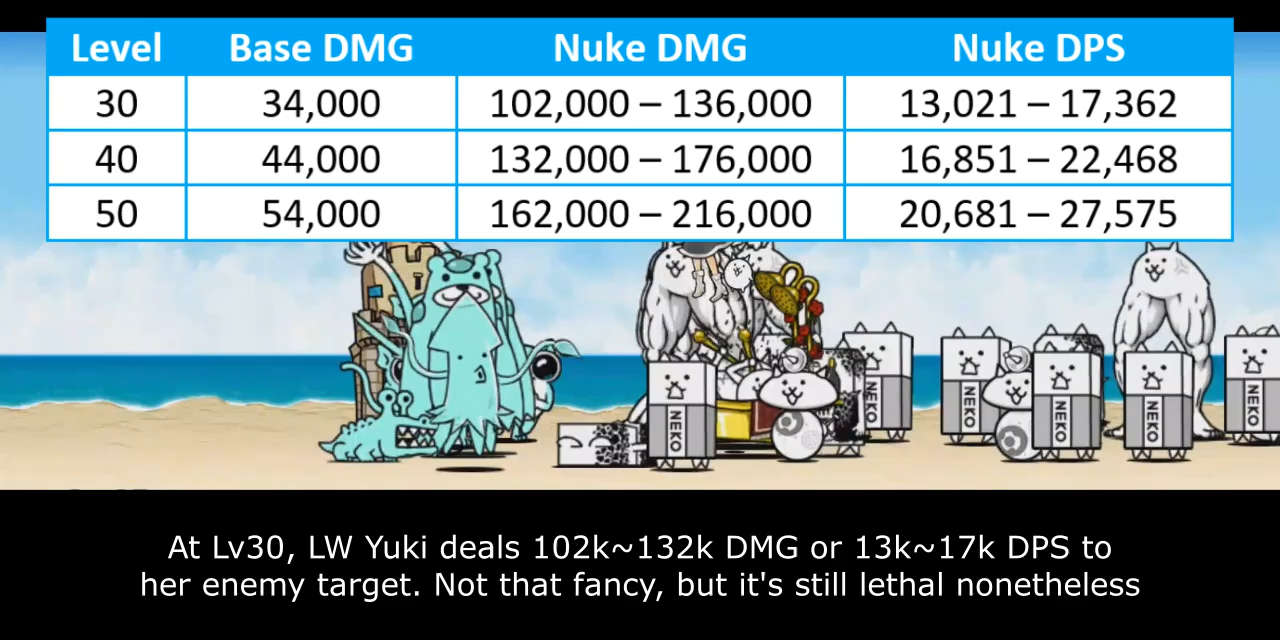 Level Base DMG Nuke DMG Nuke DPS
30 34,000 102,000 – 136,000 13,021 – 17,362
40 44,000 132,000 – 176,000 16,851 – 22,468
50 54,000 162,000 – 216,000 20,681 – 27,575
NEKO NEKO NEKO NEKO NEKO NEKO
At Lv30, LW Yuki deals 102k~132k DMG or 13k~17k DPS to
her enemy target. Not that fancy, but it's still lethal nonetheless